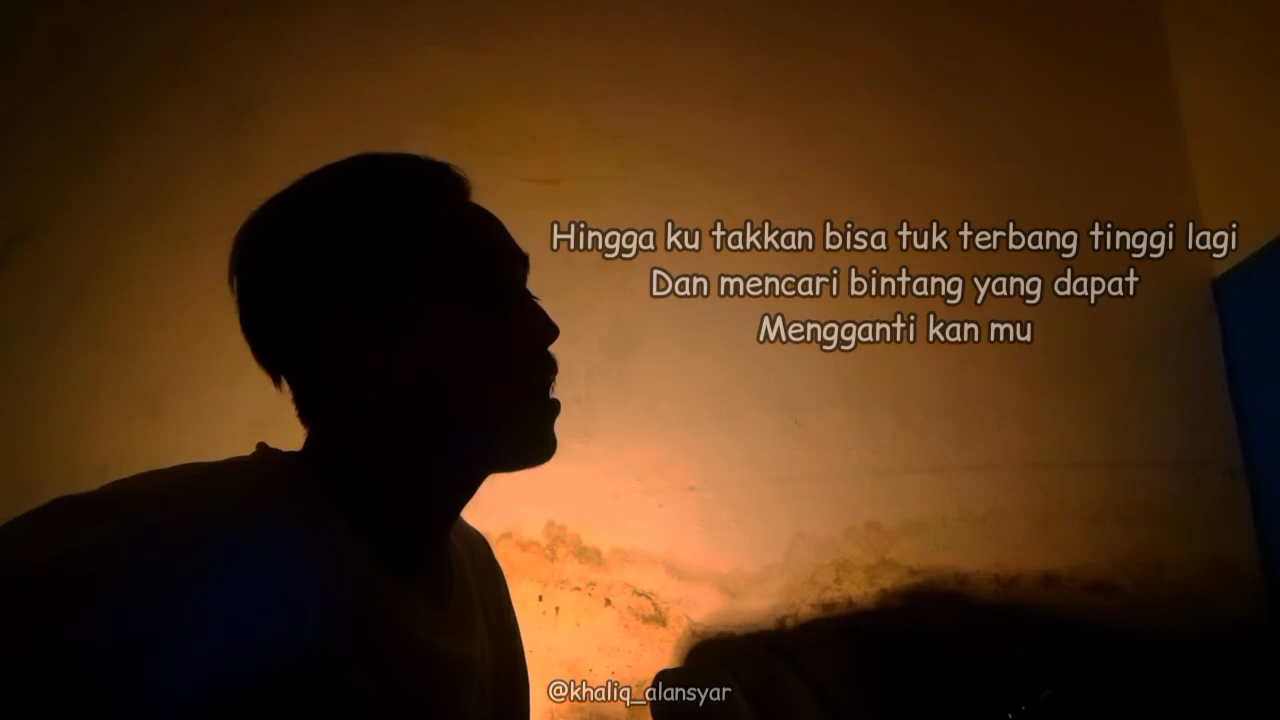 Hingga ku takkan bisa tuk terbang tinggi lagi
Dan mencari bintang yang dapat
Mengganti kan mu
@khaliq_alansyar